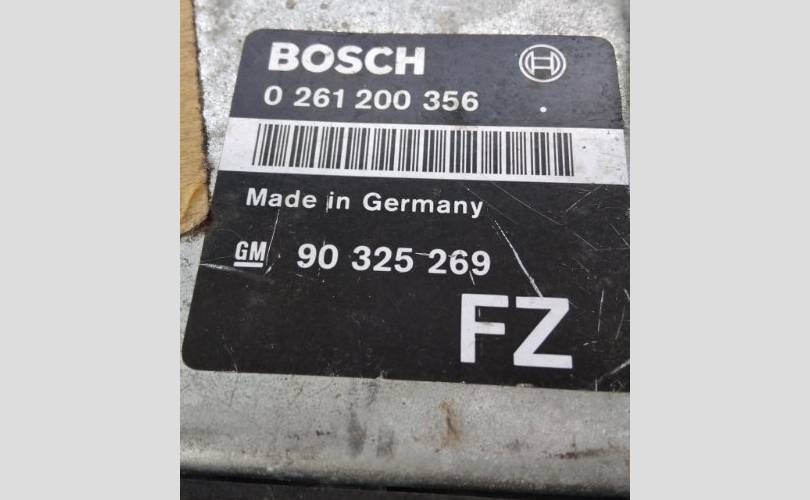 BOSCH
0 261 200 356
Made in Germany
GM 90 325 269
FZ